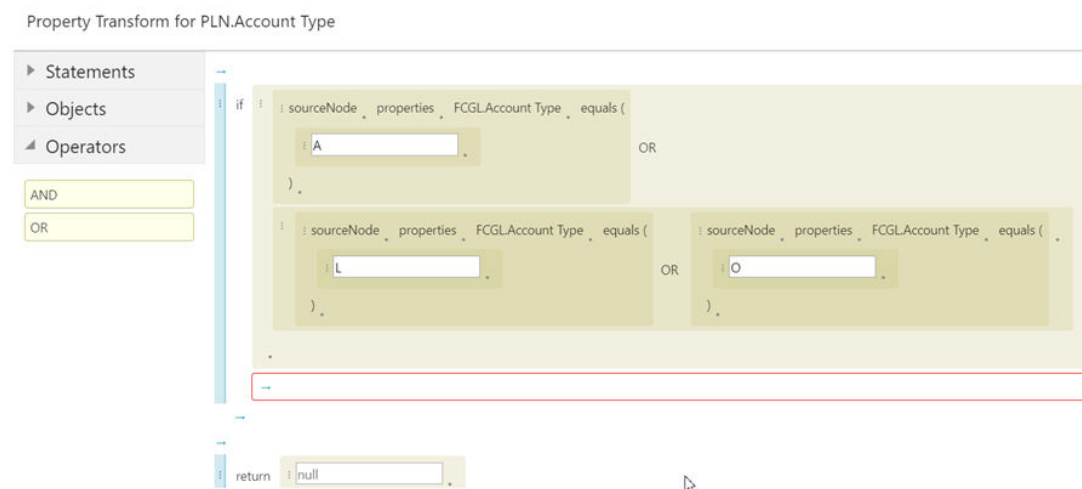 Property Transform for PLN.Account Type
Statements
Objects
Operators
AND
OR
if sourceNode . properties . FCGL.Account Type . equals (
A .
OR
) .
sourceNode . properties . FCGL.Account Type . equals ( sourceNode . properties . FCGL.Account Type . equals ( .
L . OR O .
) . ) .
.
return null .